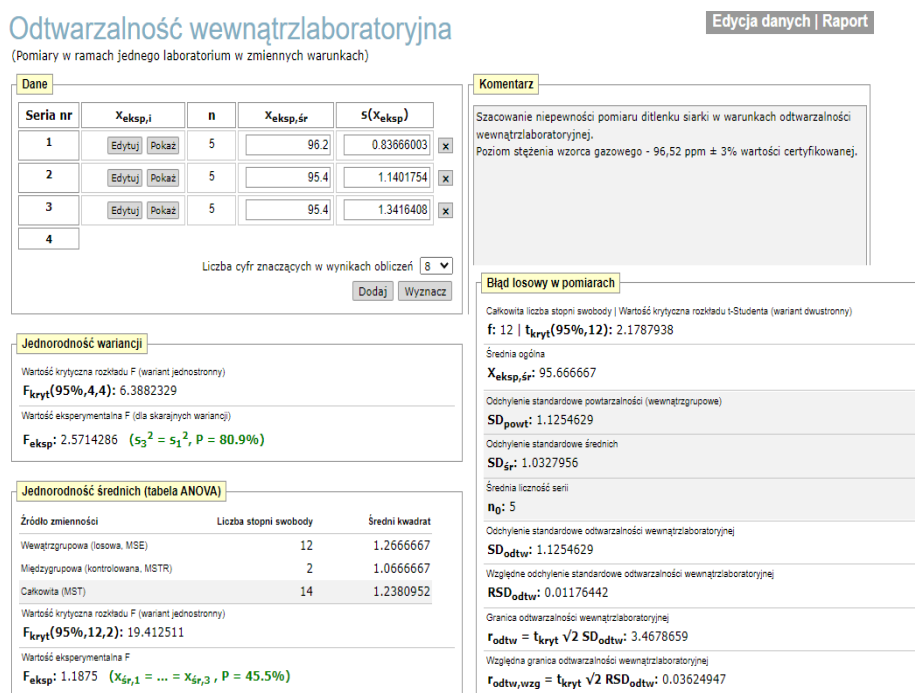 Odtwarzalność wewnątrzlaboratoryjna
Edycja danych | Raport
(Pomiary w ramach jednego laboratorium w zmiennych warunkach)
Dane
Seria nr xeksp,i n xeksp,śr s(xeksp)
1 Edytuj Pokaż 5 96.2 0.83666003 x
2 Edytuj Pokaż 5 95.4 1.1401754 x
3 Edytuj Pokaż 5 95.4 1.3416408 x
4
Liczba cyfr znaczących w wynikach obliczeń 8
Dodaj Wyznacz
Jednorodność wariancji
Wartość krytyczna rozkładu F (wariant jednostronny)
Fkryt(95%,4,4): 6.3882329
Wartość eksperymentalna F (dla skarajnych wariancji)
Feksp: 2.5714286 (s3² = s1², P = 80.9%)
Jednorodność średnich (tabela ANOVA)
Źródło zmienności Liczba stopni swobody Średni kwadrat
Wewątrzgrupowa (losowa, MSE) 12 1.2666667
Międzygrupowa (kontrolowana, MSTR) 2 1.0666667
Całkowita (MST) 14 1.2380952
Wartość krytyczna rozkładu F (wariant jednostronny)
Fkryt(95%,12,2): 19.412511
Wartość eksperymentalna F
Feksp: 1.1875 (xśr,1 = ... = xśr,3 , P = 45.5%)
Komentarz
Szacowanie niepewności pomiaru ditlenku siarki w warunkach odtwarzalności
wewnątrzlaboratoryjnej.
Poziom stężenia wzorca gazowego - 96,52 ppm ± 3% wartości certyfikowanej.
Błąd losowy w pomiarach
Całkowita liczba stopni swobody | Wartość krytyczna rozkładu t-Studenta (wariant dwustronny)
f: 12 | tkryt(95%,12): 2.1787938
Średnia ogólna
Xeksp,śr: 95.666667
Odchylenie standardowe powtarzalności (wewnątrzgrupowe)
SDpowt: 1.1254629
Odchylenie standardowe średnich
SDśr: 1.0327956
Średnia liczność serii
n0: 5
Odchylenie standardowe odtwarzalności wewnątrzlaboratoryjnej
SDodtw: 1.1254629
Względne odchylenie standardowe odtwarzalności wewnątrzlaboratoryjnej
RSDodtw: 0.01176442
Granica odtwarzalności wewnątrzlaboratoryjnej
rodtw = tkryt √2 SDodtw: 3.4678659
Względna granica odtwarzalności wewnątrzlaboratoryjnej
rodtw,wzg = tkryt √2 RSDodtw: 0.03624947